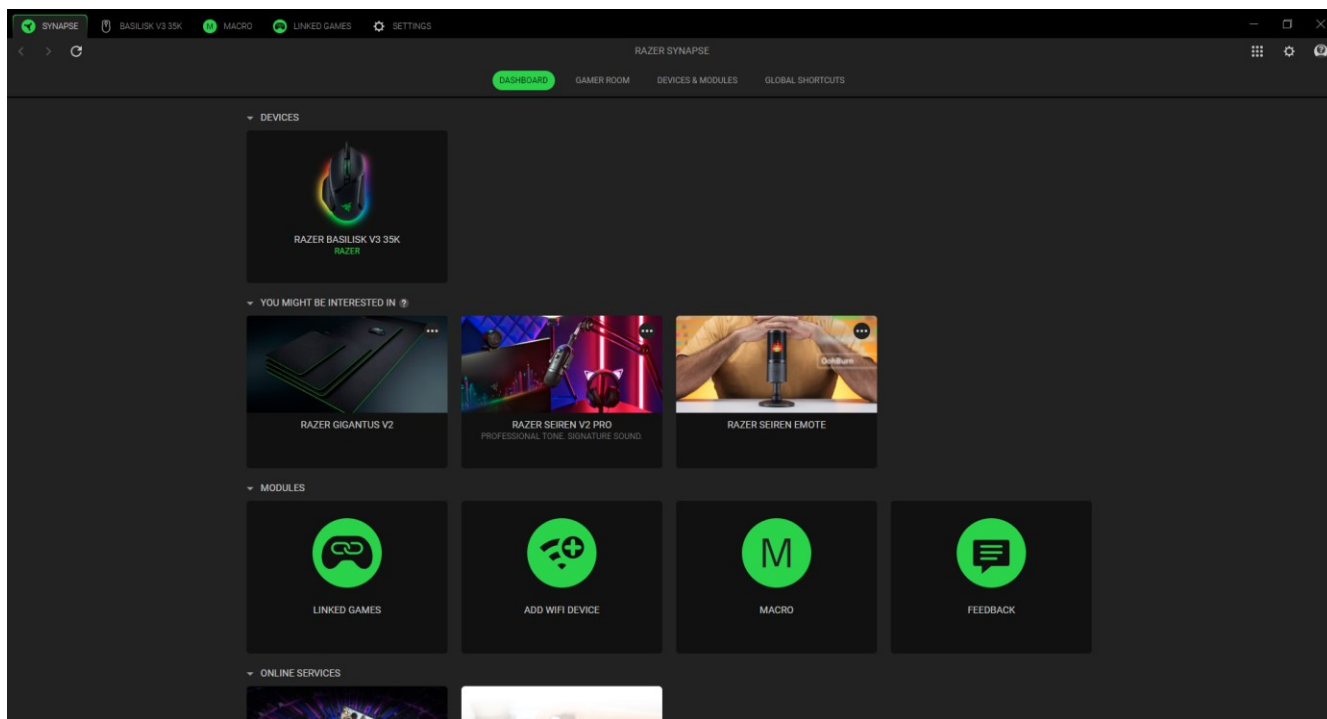 SYNAPSE
BASILISK V3 35K
MACRO
LINKED GAMES
SETTINGS
RAZER SYNAPSE
DASHBOARD
GAMER ROOM
DEVICES & MODULES
GLOBAL SHORTCUTS
DEVICES
RAZER BASILISK V3 35K
RAZER
YOU MIGHT BE INTERESTED IN ?
RAZER GIGANTUS V2
RAZER SEIREN V2 PRO
PROFESSIONAL TONE. SIGNATURE SOUND.
OohBurn
RAZER SEIREN EMOTE
MODULES
LINKED GAMES
ADD WIFI DEVICE
M
MACRO
FEEDBACK
ONLINE SERVICES